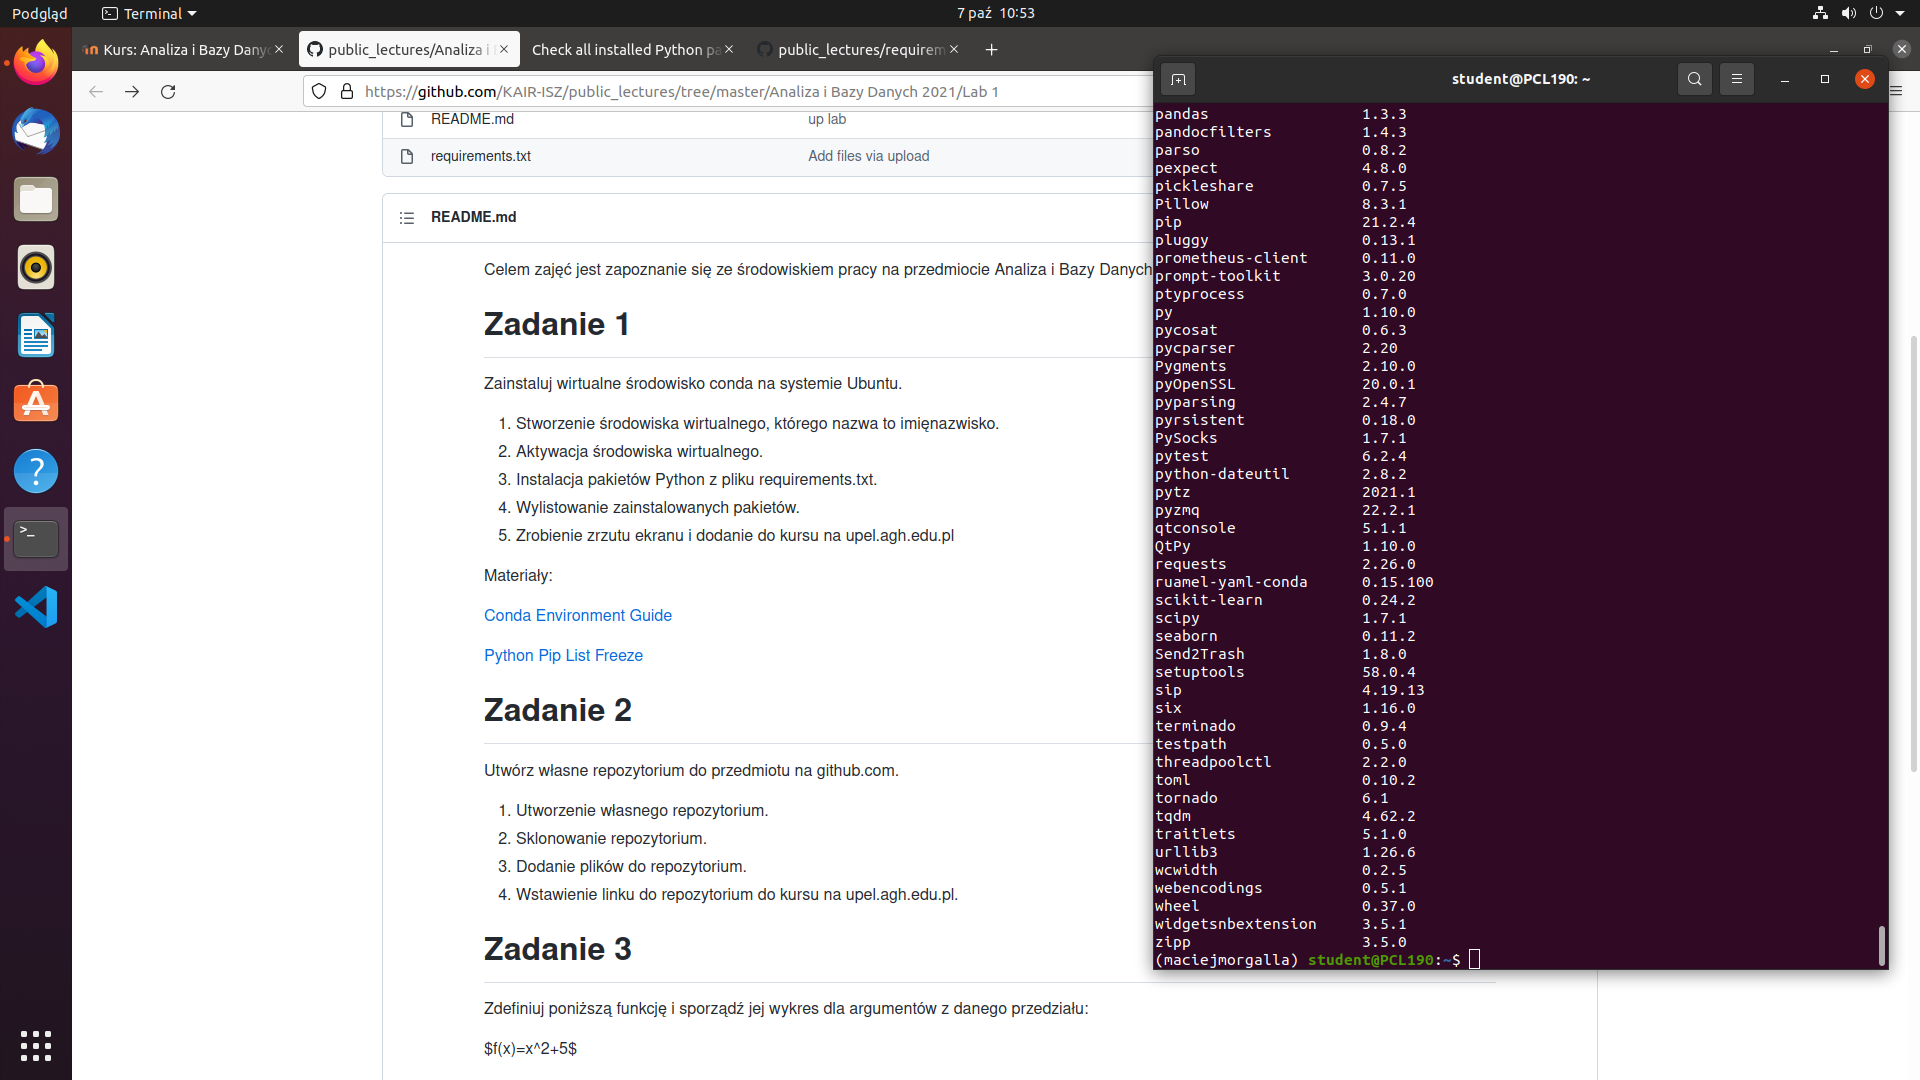 Podgląd
Terminal
7 paź 10:53
Kurs: Analiza i Bazy Dany
public_lectures/Analiza i
Check all installed Python pa
public_lectures/requirem
https://github.com/KAIR-ISZ/public_lectures/tree/master/Analiza i Bazy Danych 2021/Lab 1
README.md
up lab
requirements.txt
Add files via upload
README.md
Celem zajęć jest zapoznanie się ze środowiskiem pracy na przedmiocie Analiza i Bazy Danych
Zadanie 1
Zainstaluj wirtualne środowisko conda na systemie Ubuntu.
1. Stworzenie środowiska wirtualnego, którego nazwa to imięnazwisko.
2. Aktywacja środowiska wirtualnego.
3. Instalacja pakietów Python z pliku requirements.txt.
4. Wylistowanie zainstalowanych pakietów.
5. Zrobienie zrzutu ekranu i dodanie do kursu na upel.agh.edu.pl
Materiały:
Conda Environment Guide
Python Pip List Freeze
Zadanie 2
Utwórz własne repozytorium do przedmiotu na github.com.
1. Utworzenie własnego repozytorium.
2. Sklonowanie repozytorium.
3. Dodanie plików do repozytorium.
4. Wstawienie linku do repozytorium do kursu na upel.agh.edu.pl.
Zadanie 3
Zdefiniuj poniższą funkcję i sporządź jej wykres dla argumentów z danego przedziału:
$f(x)=x^2+5$
student@PCL190: ~
pandas 1.3.3
pandocfilters 1.4.3
parso 0.8.2
pexpect 4.8.0
pickleshare 0.7.5
Pillow 8.3.1
pip 21.2.4
pluggy 0.13.1
prometheus-client 0.11.0
prompt-toolkit 3.0.20
ptyprocess 0.7.0
py 1.10.0
pycosat 0.6.3
pycparser 2.20
Pygments 2.10.0
pyOpenSSL 20.0.1
pyparsing 2.4.7
pyrsistent 0.18.0
PySocks 1.7.1
pytest 6.2.4
python-dateutil 2.8.2
pytz 2021.1
pyzmq 22.2.1
qtconsole 5.1.1
QtPy 1.10.0
requests 2.26.0
ruamel-yaml-conda 0.15.100
scikit-learn 0.24.2
scipy 1.7.1
seaborn 0.11.2
Send2Trash 1.8.0
setuptools 58.0.4
sip 4.19.13
six 1.16.0
terminado 0.9.4
testpath 0.5.0
threadpoolctl 2.2.0
toml 0.10.2
tornado 6.1
tqdm 4.62.2
traitlets 5.1.0
urllib3 1.26.6
wcwidth 0.2.5
webencodings 0.5.1
wheel 0.37.0
widgetsnbextension 3.5.1
zipp 3.5.0
(maciejmorgalla) student@PCL190:~$